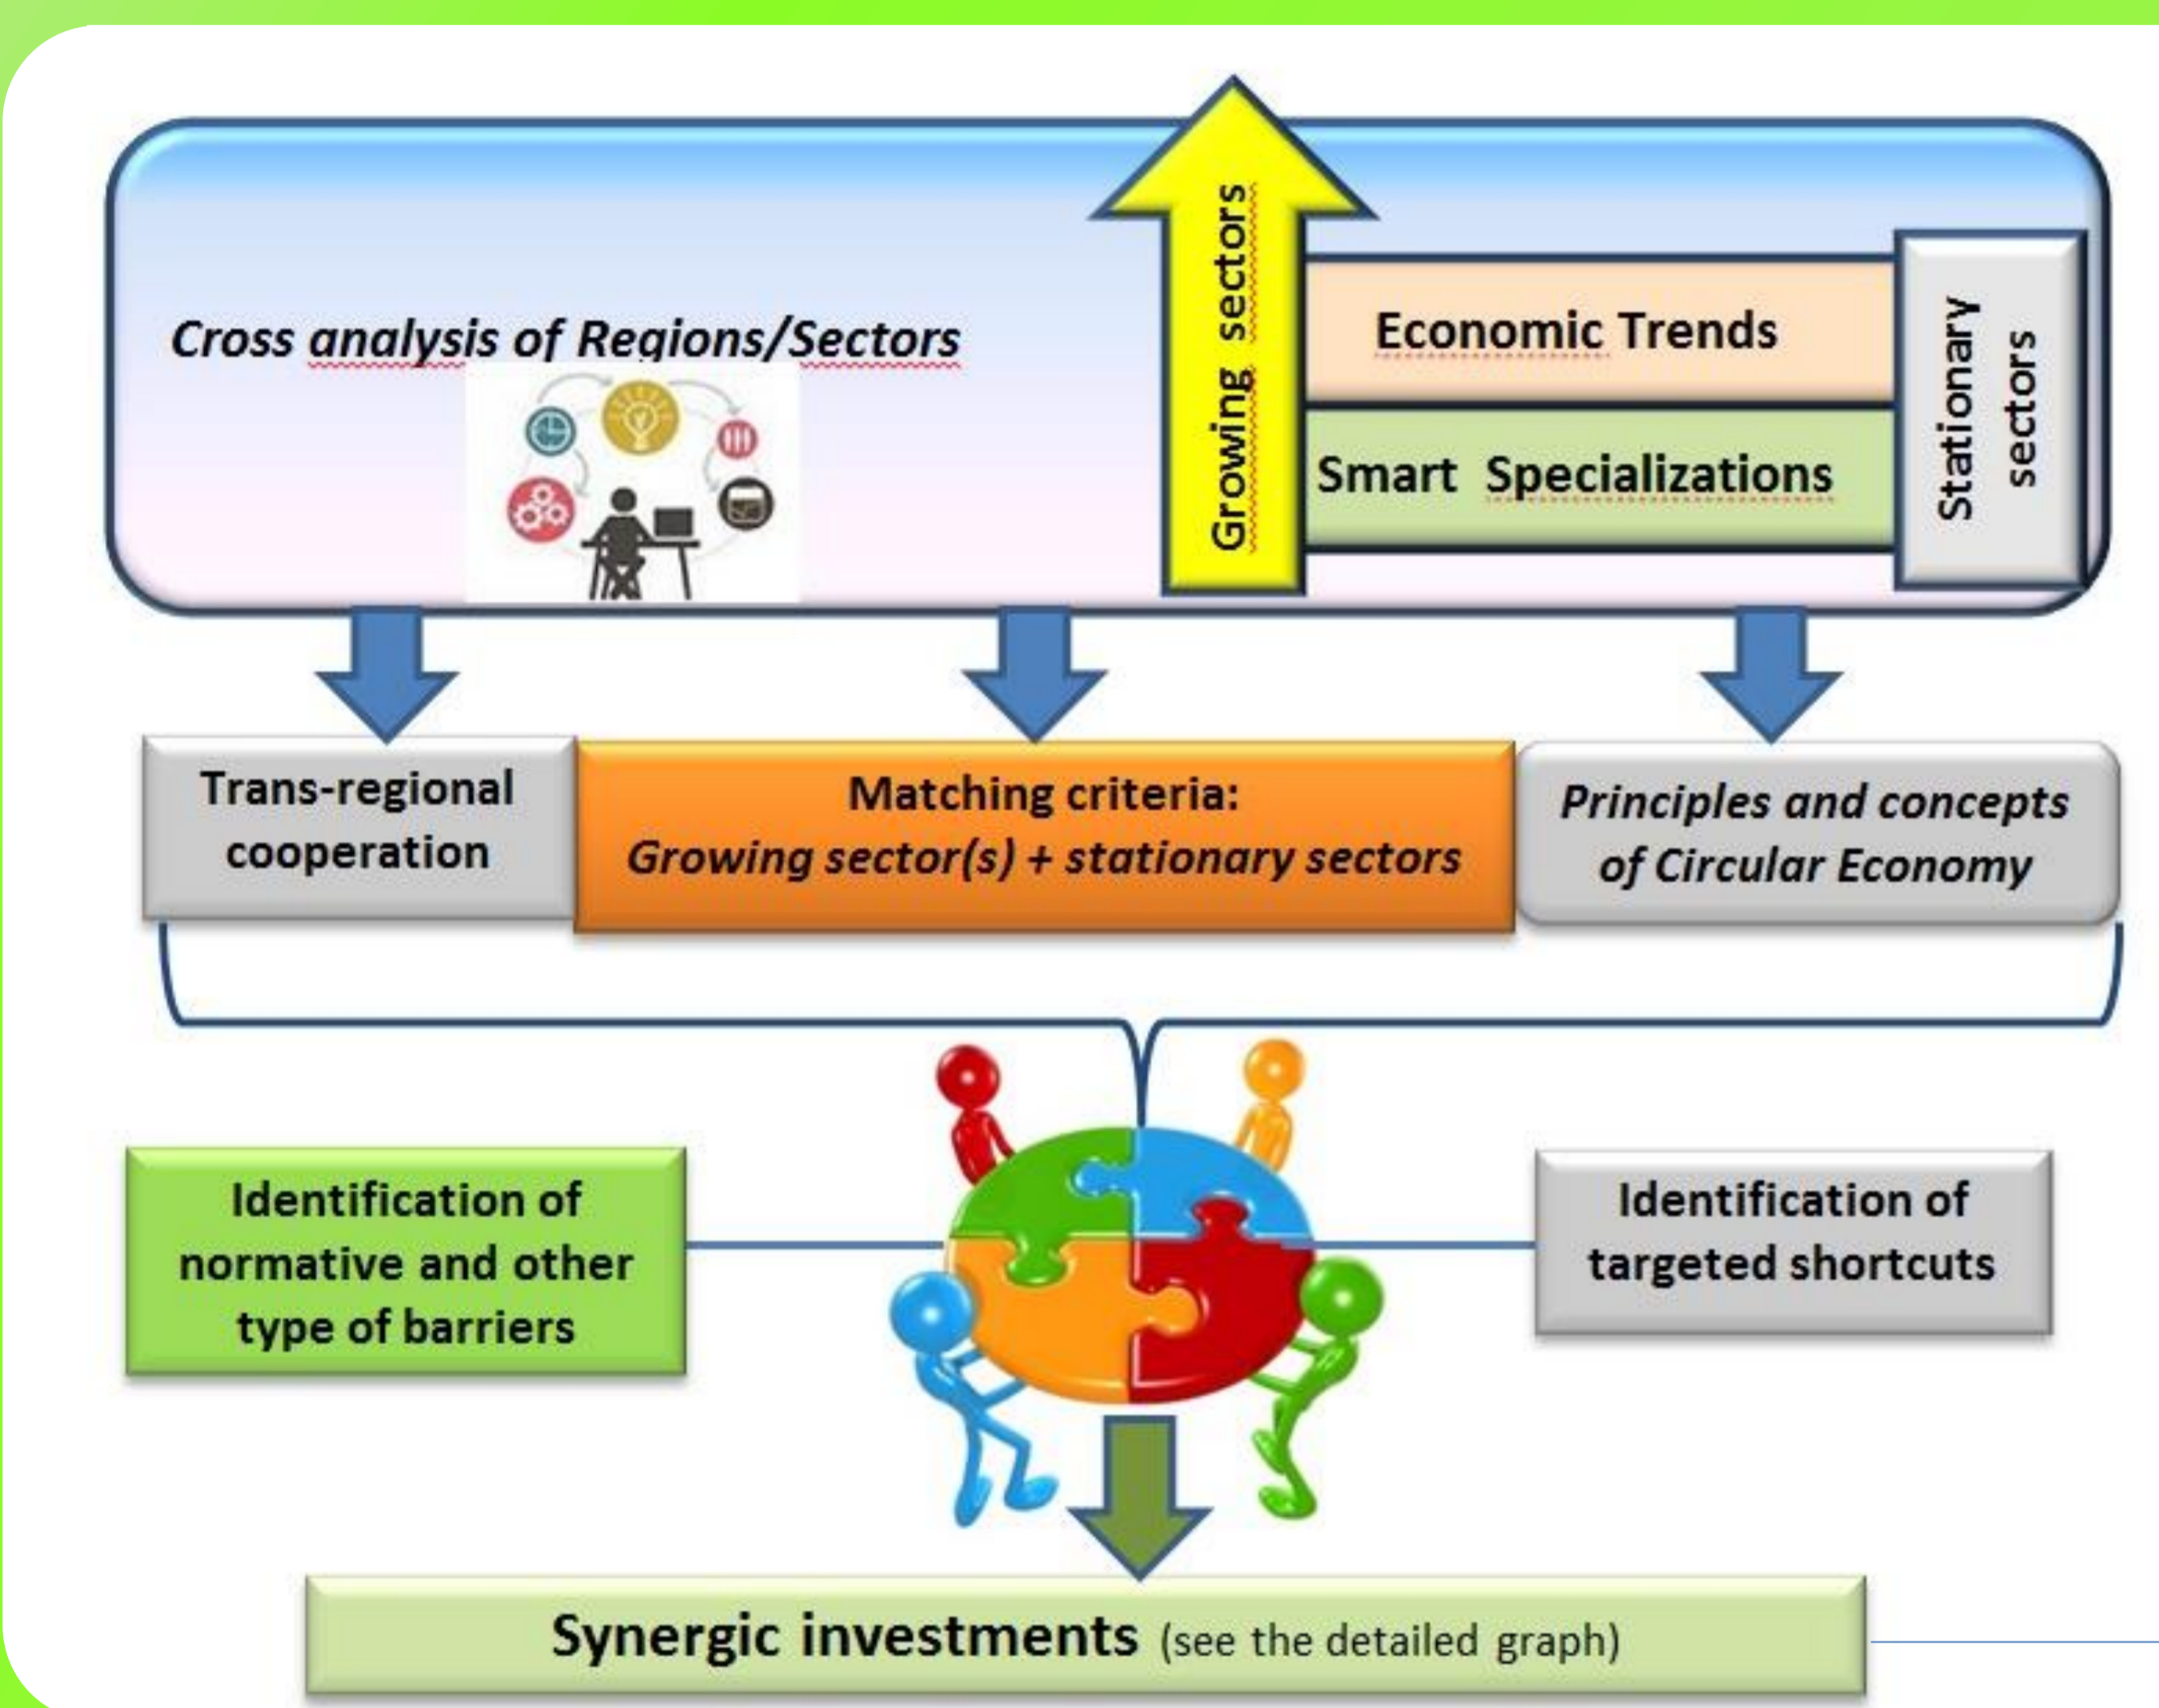 Cross analysis of Regions/Sectors
Growing sectors
Economic Trends
Smart Specializations
Stationary
sectors
Trans-regional
cooperation
Matching criteria:
Growing sector(s) + stationary sectors
Principles and concepts
of Circular Economy
Identification of
normative and other
type of barriers
Identification of
targeted shortcuts
Synergic investments (see the detailed graph)